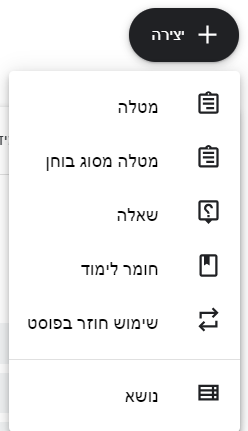 יצירה
מטלה
מטלה מסוג בוחן
שאלה
חומר לימוד
שימוש חוזר בפוסט
נושא